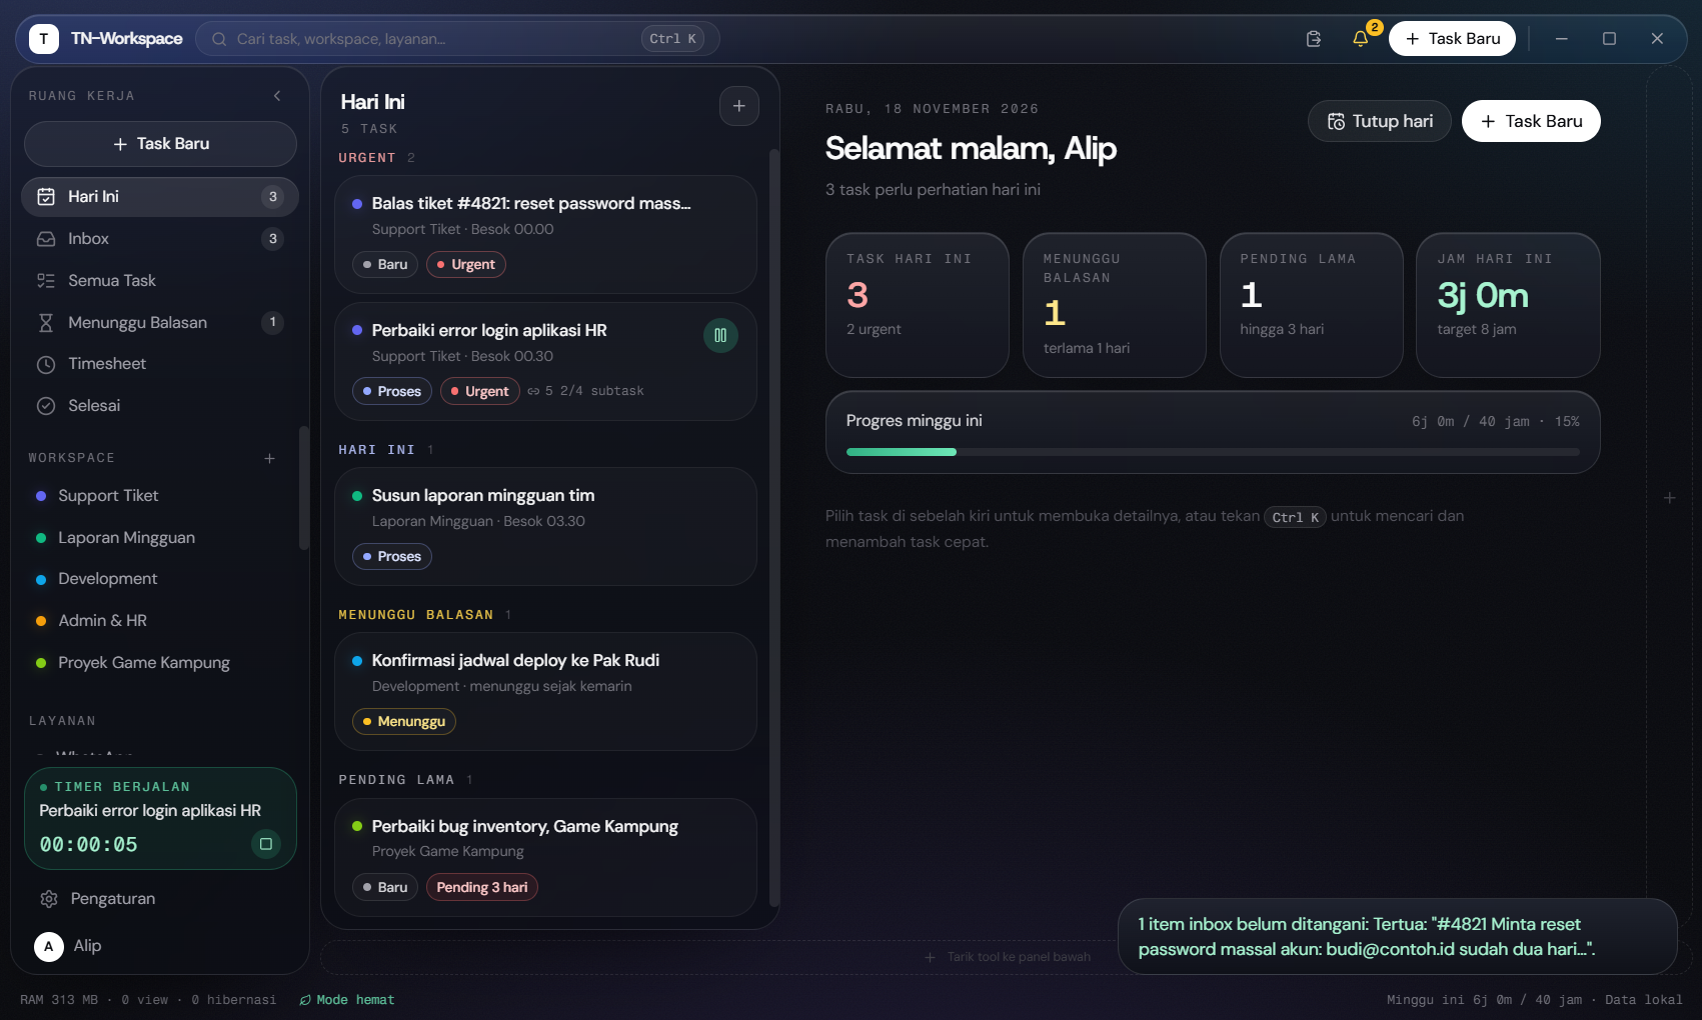 T TN-Workspace Cari task, workspace, layanan... Ctrl K 2 + Task Baru
RUANG KERJA
+ Task Baru
Hari Ini 3
Inbox 3
Semua Task
Menunggu Balasan 1
Timesheet
Selesai
WORKSPACE +
Support Tiket
Laporan Mingguan
Development
Admin & HR
Proyek Game Kampung
LAYANAN
WhatsApp
TIMER BERJALAN
Perbaiki error login aplikasi HR
00:00:05
Pengaturan
A Alip
Hari Ini +
5 TASK
URGENT 2
Balas tiket #4821: reset password mass...
Support Tiket · Besok 00.00
Baru Urgent
Perbaiki error login aplikasi HR
Support Tiket · Besok 00.30
Proses Urgent 5 2/4 subtask
HARI INI 1
Susun laporan mingguan tim
Laporan Mingguan · Besok 03.30
Proses
MENUNGGU BALASAN 1
Konfirmasi jadwal deploy ke Pak Rudi
Development · menunggu sejak kemarin
Menunggu
PENDING LAMA 1
Perbaiki bug inventory, Game Kampung
Proyek Game Kampung
Baru Pending 3 hari
RABU, 18 NOVEMBER 2026
Selamat malam, Alip
3 task perlu perhatian hari ini
Tutup hari + Task Baru
TASK HARI INI
3
2 urgent
MENUNGGU
BALASAN
1
terlama 1 hari
PENDING LAMA
1
hingga 3 hari
JAM HARI INI
3j 0m
target 8 jam
Progres minggu ini 6j 0m / 40 jam · 15%
Pilih task di sebelah kiri untuk membuka detailnya, atau tekan Ctrl K untuk mencari dan
menambah task cepat.
+
+ Tarik tool ke panel bawah
1 item inbox belum ditangani: Tertua: "#4821 Minta reset
password massal akun: budi@contoh.id sudah dua hari…".
RAM 313 MB · 0 view · 0 hibernasi Mode hemat
Minggu ini 6j 0m / 40 jam · Data lokal